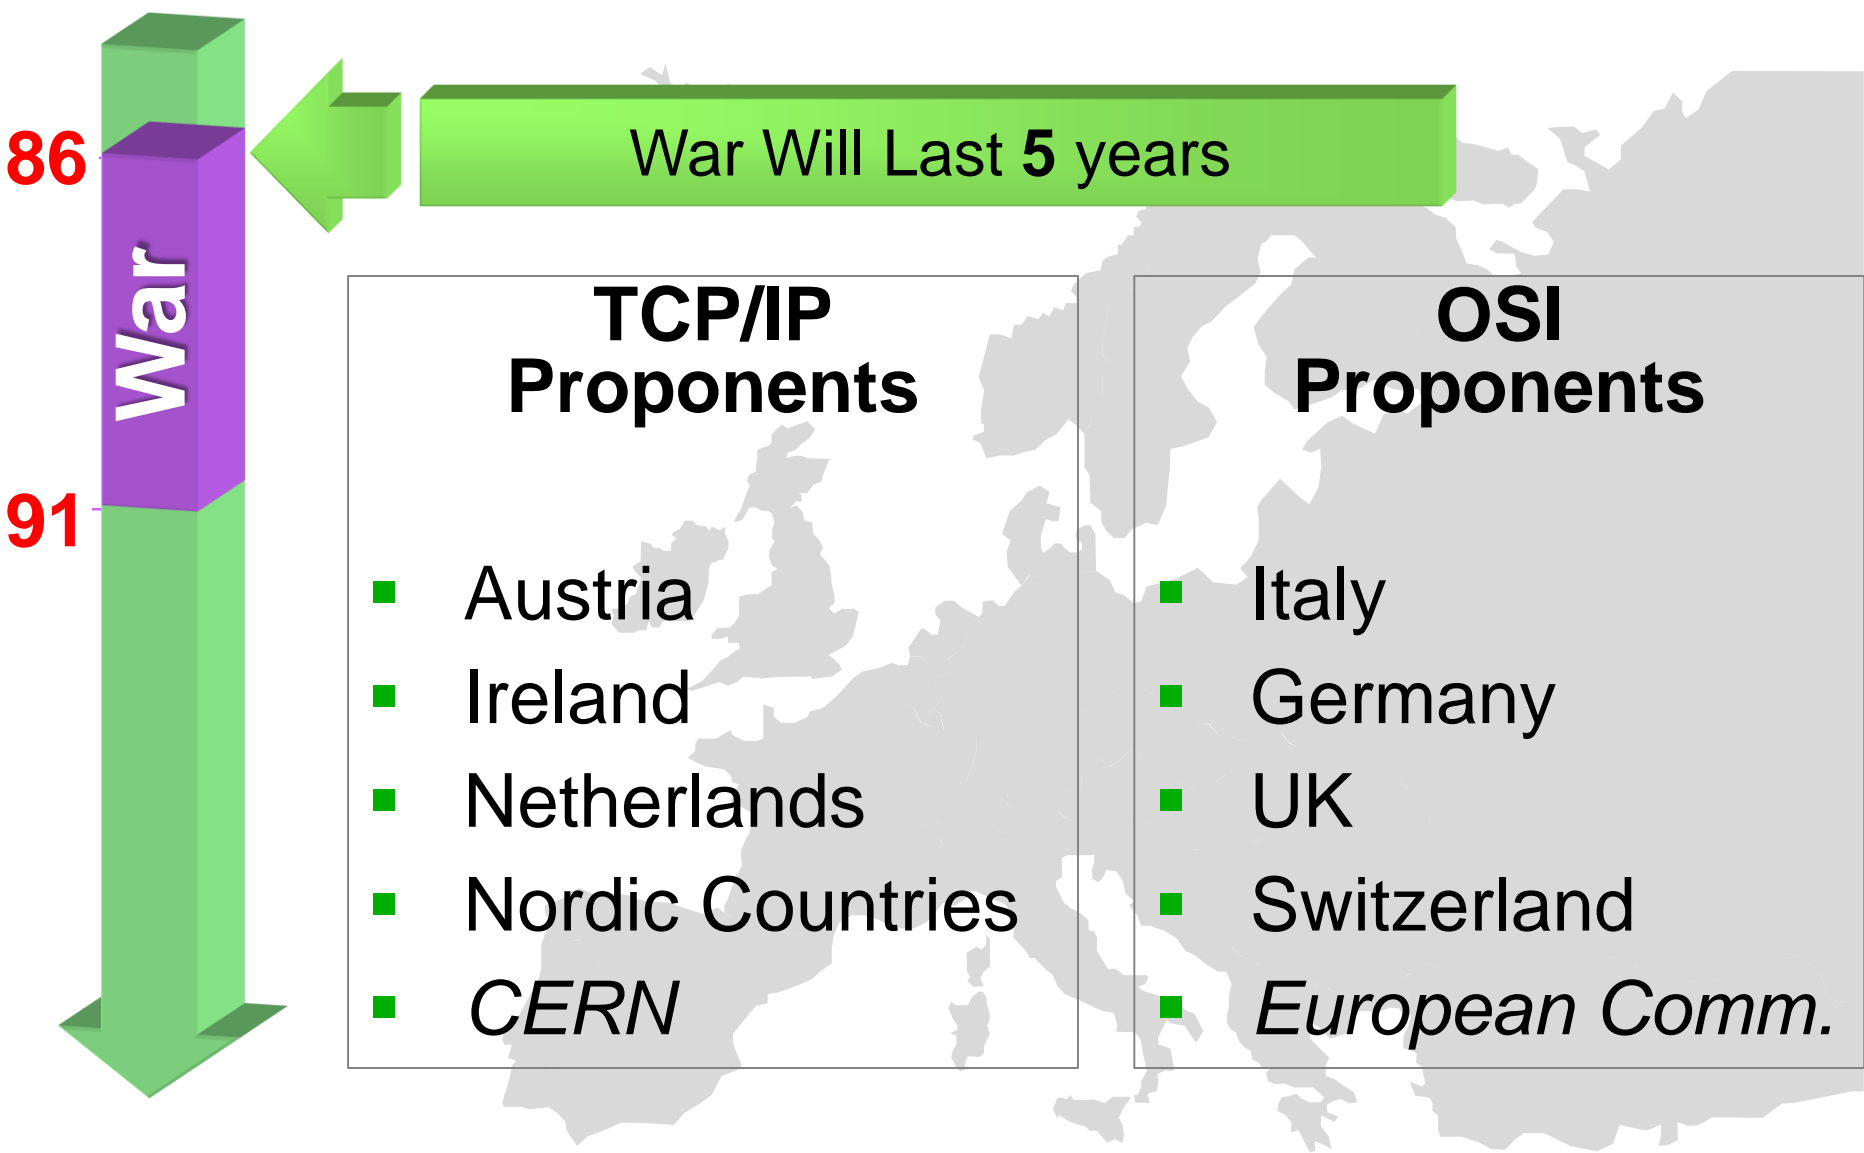 86
War Will Last 5 years
War
91
TCP/IP
Proponents
Austria
Ireland
Netherlands
Nordic Countries
CERN
OSI
Proponents
Italy
Germany
UK
Switzerland
European Comm.